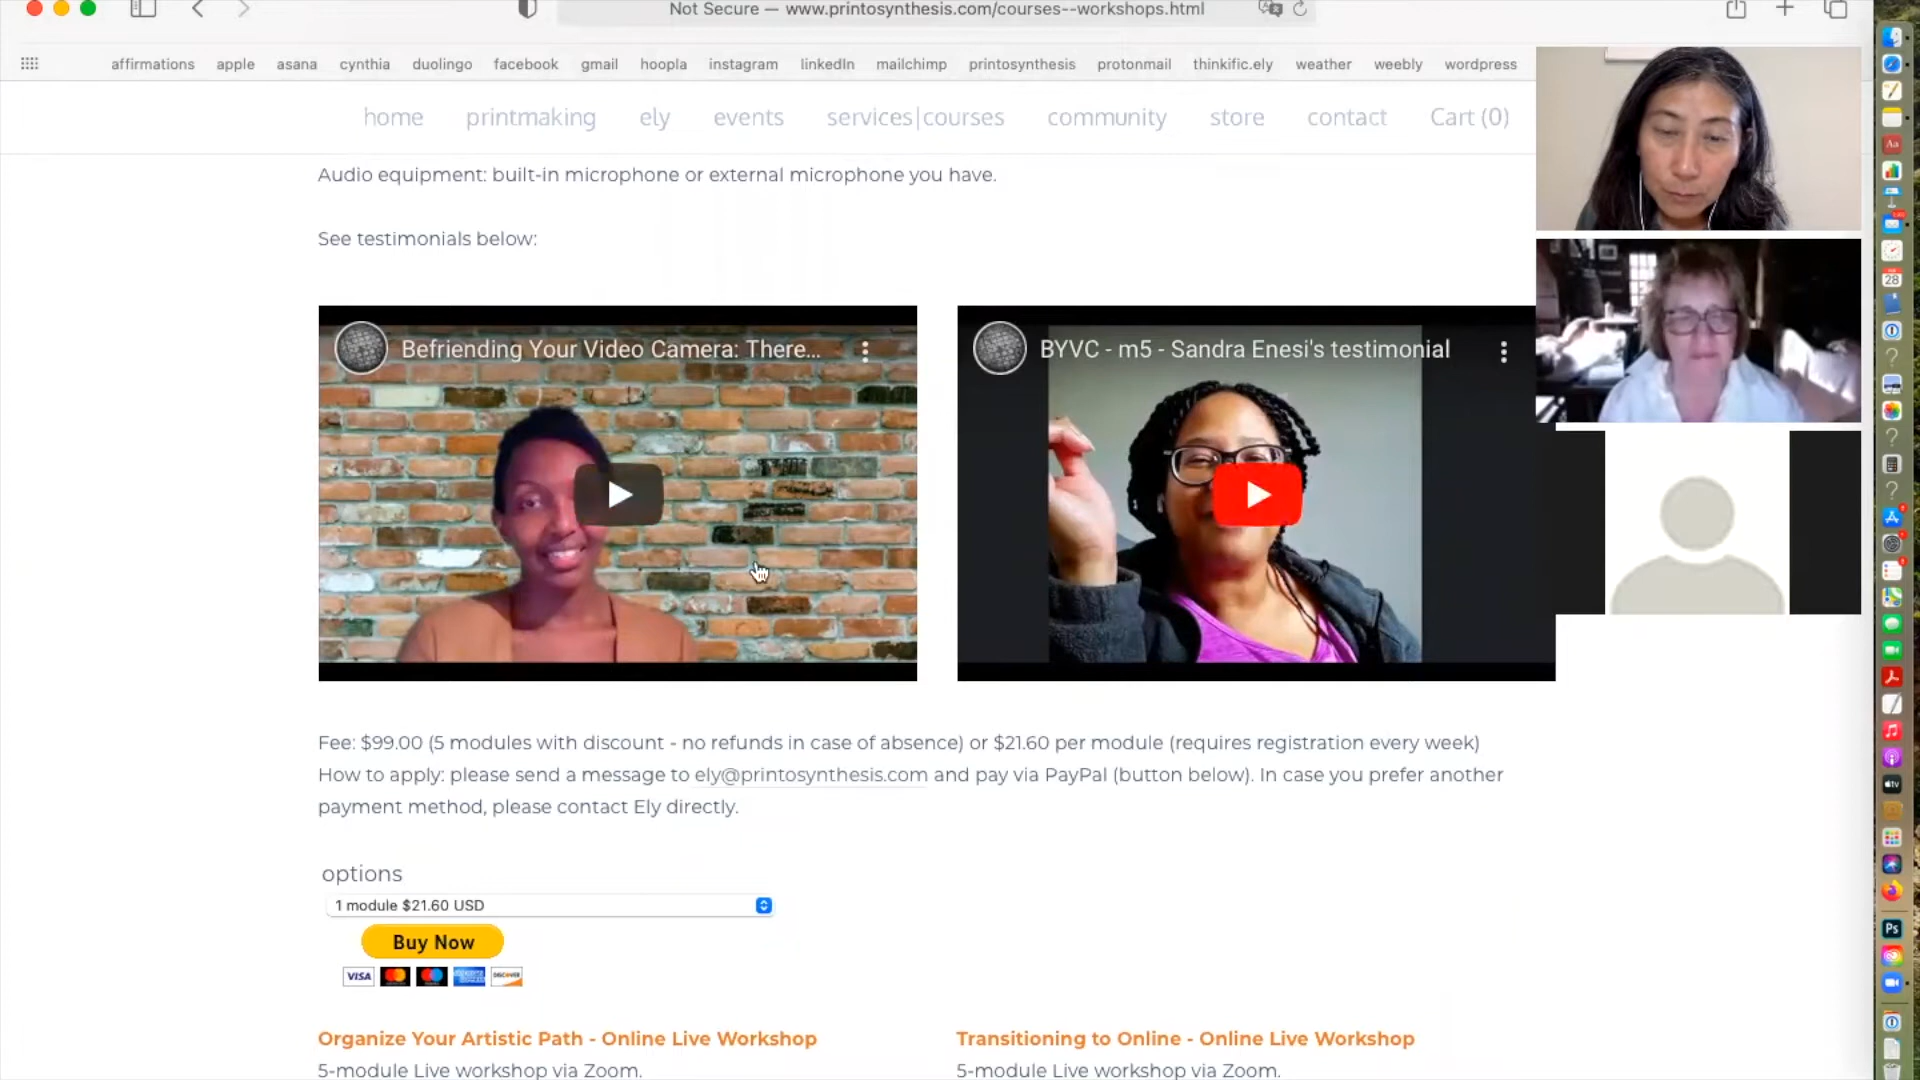 Not Secure — www.printosynthesis.com/courses--workshops.html
affirmations apple asana cynthia duolingo facebook gmail hoopla instagram linkedIn mailchimp printosynthesis protonmail thinkific.ely weather weebly wordpress
home printmaking ely events services|courses community store contact Cart (0)
Audio equipment: built-in microphone or external microphone you have.
See testimonials below:
Befriending Your Video Camera: There...
BYVC - m5 - Sandra Enesi's testimonial
Fee: $99.00 (5 modules with discount - no refunds in case of absence) or $21.60 per module (requires registration every week)
How to apply: please send a message to ely@printosynthesis.com and pay via PayPal (button below). In case you prefer another
payment method, please contact Ely directly.
options
1 module $21.60 USD
Buy Now
VISA DISCOVER
Organize Your Artistic Path - Online Live Workshop
5-module Live workshop via Zoom.
Transitioning to Online - Online Live Workshop
5-module Live workshop via Zoom.
Aa
28
tv
Ps